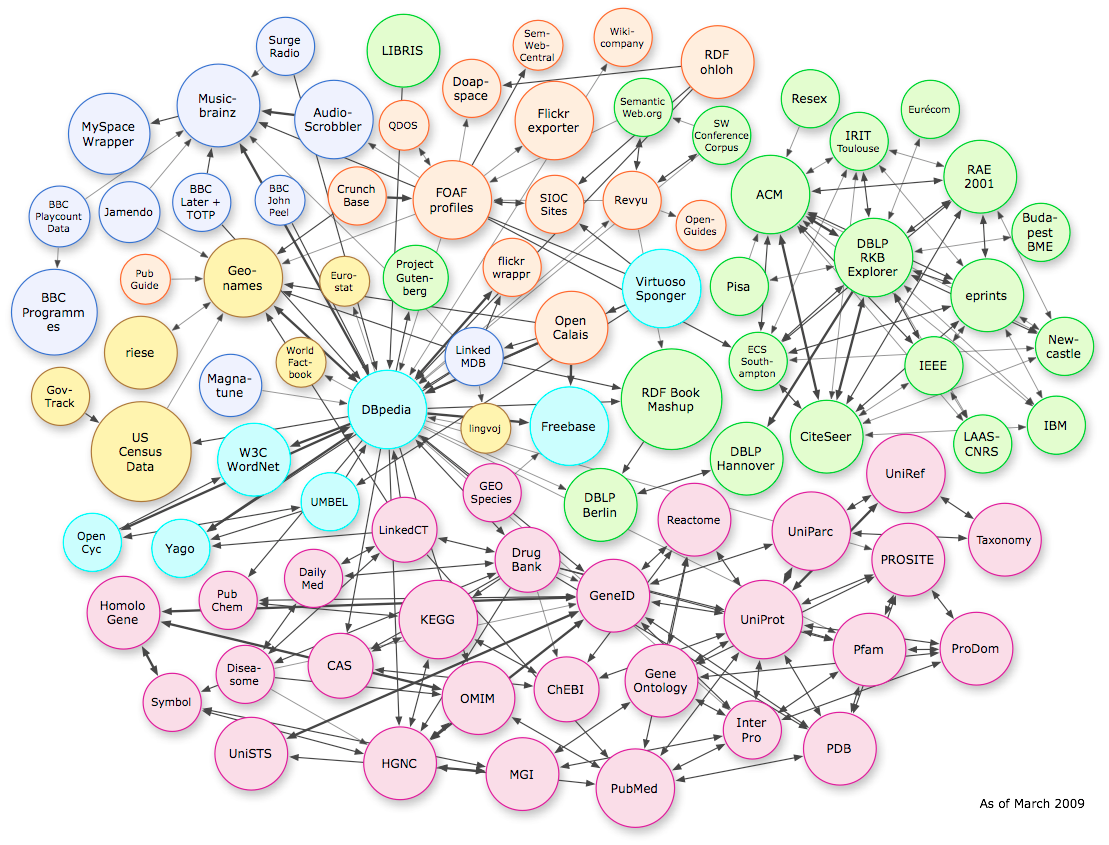 Surge
Radio
LIBRIS
Sem-
Web-
Central
Wiki-
company
RDF
ohloh
Doap-
space
Music-
brainz
MySpace
Wrapper
Audio-
Scrobbler
QDOS
Flickr
exporter
Semantic
Web.org
SW
Conference
Corpus
Resex
Eurécom
IRIT
Toulouse
RAE
2001
ACM
BBC
Playcount
Data
Jamendo
BBC
Later +
TOTP
BBC
John
Peel
Crunch
Base
FOAF
profiles
SIOC
Sites
Revyu
Open-
Guides
Buda-
pest
BME
DBLP
RKB
Explorer
Pub
Guide
Geo-
names
Euro-
stat
Project
Guten-
berg
flickr
wrappr
Virtuoso
Sponger
Pisa
eprints
BBC
Programm
es
riese
World
Fact-
book
Linked
MDB
Open
Calais
ECS
South-
ampton
IEEE
New-
castle
Gov-
Track
Magna-
tune
DBpedia
RDF Book
Mashup
US
Census
Data
W3C
WordNet
lingvoj
Freebase
CiteSeer
LAAS-
CNRS
IBM
DBLP
Hannover
UniRef
GEO
Species
DBLP
Berlin
UMBEL
Open
Cyc
Yago
LinkedCT
Reactome
UniParc
Taxonomy
Drug
Bank
PROSITE
Daily
Med
Pub
Chem
Homolo
Gene
KEGG
GeneID
UniProt
Pfam
ProDom
Disea-
some
CAS
OMIM
ChEBI
Gene
Ontology
Symbol
Inter
Pro
PDB
UniSTS
HGNC
MGI
PubMed
As of March 2009